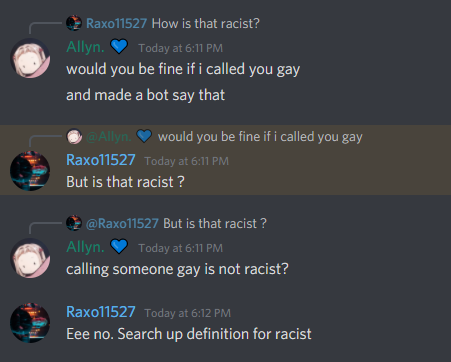 Raxo11527 How is that racist?
Allyn. 💙 Today at 6:11 PM
would you be fine if i called you gay
and made a bot say that
@Allyn. 💙 would you be fine if i called you gay
Raxo11527 Today at 6:11 PM
But is that racist ?
@Raxo11527 But is that racist ?
Allyn. 💙 Today at 6:11 PM
calling someone gay is not racist?
Raxo11527 Today at 6:12 PM
Eee no. Search up definition for racist